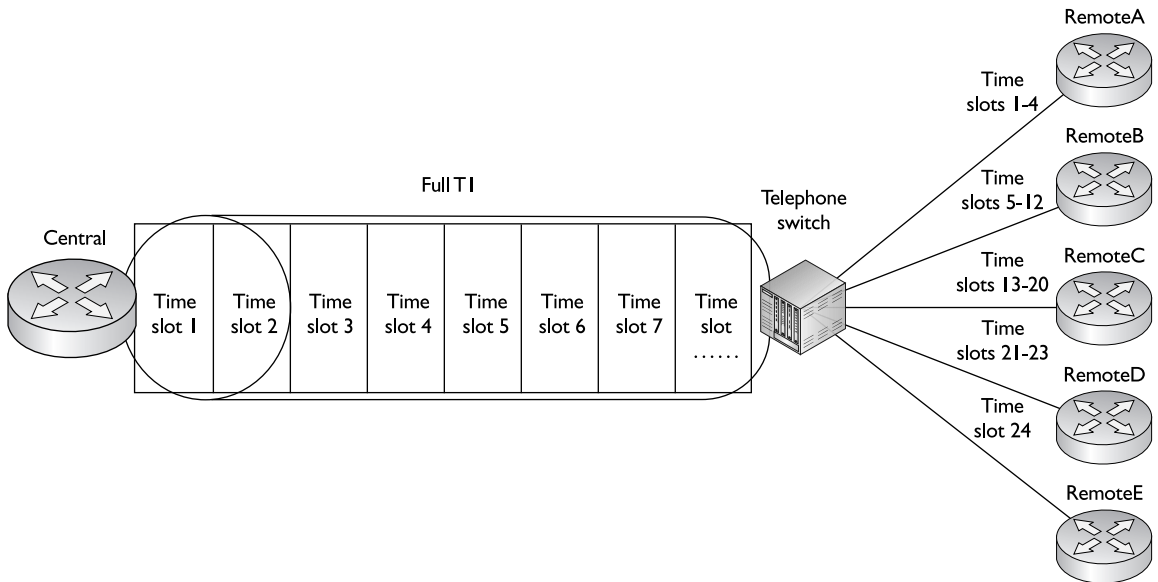 Central
Full T1
Time
slot 1
Time
slot 2
Time
slot 3
Time
slot 4
Time
slot 5
Time
slot 6
Time
slot 7
Time
slot
......
Telephone
switch
Time
slots 1-4
Time
slots 5-12
Time
slots 13-20
Time
slots 21-23
Time
slot 24
RemoteA
RemoteB
RemoteC
RemoteD
RemoteE